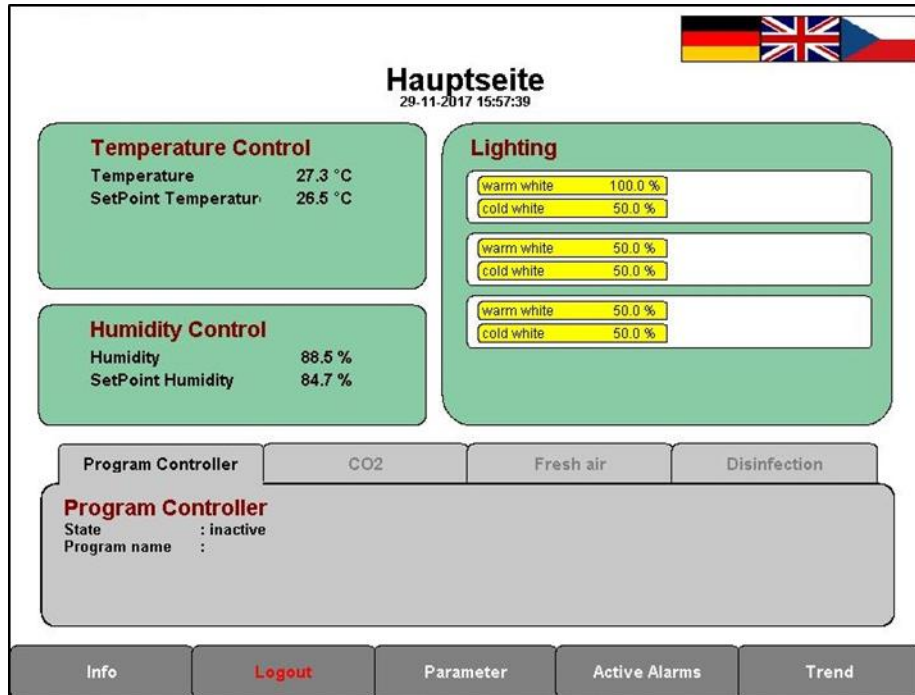 Hauptseite
29-11-2017 15:57:39
Temperature Control
Temperature 27.3 °C
SetPoint Temperatur 26.5 °C
Humidity Control
Humidity 88.5 %
SetPoint Humidity 84.7 %
Lighting
warm white 100.0 %
cold white 50.0 %
warm white 50.0 %
cold white 50.0 %
warm white 50.0 %
cold white 50.0 %
Program Controller CO2 Fresh air Disinfection
Program Controller
State : inactive
Program name :
Info Logout Parameter Active Alarms Trend